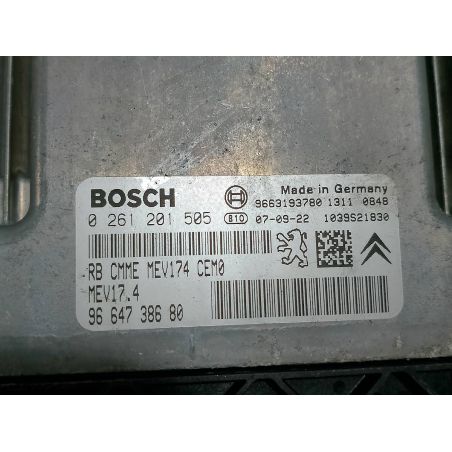 BOSCH
Made in Germany
9663193780 1311 0848
0 261 201 505 B10 07-09-22 1039S21830
RB CMME MEV174 CEM0
MEV17.4
96 647 386 80